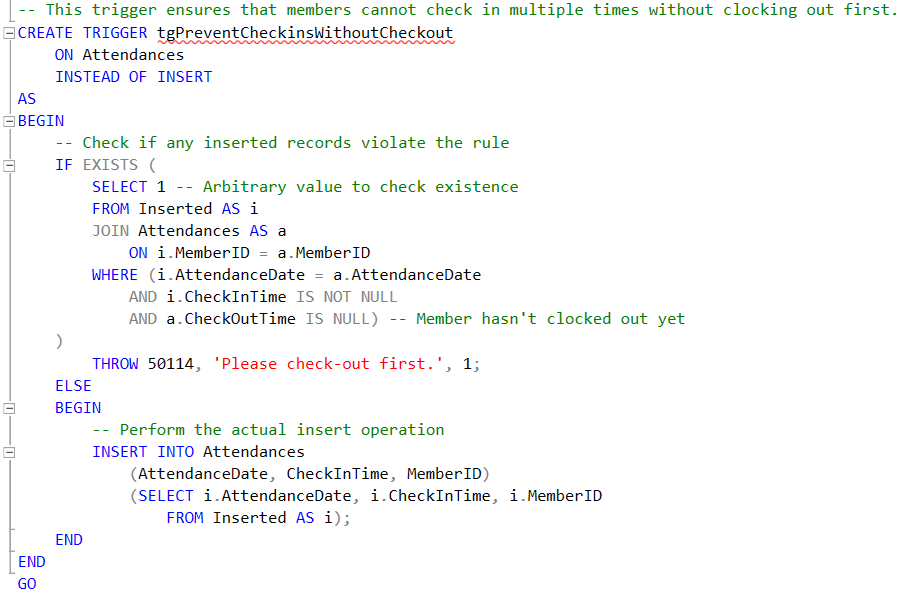 -- This trigger ensures that members cannot check in multiple times without clocking out first.
CREATE TRIGGER tgPreventCheckinsWithoutCheckout
    ON Attendances
    INSTEAD OF INSERT
AS
BEGIN
    -- Check if any inserted records violate the rule
    IF EXISTS (
        SELECT 1 -- Arbitrary value to check existence
        FROM Inserted AS i
        JOIN Attendances AS a
            ON i.MemberID = a.MemberID
        WHERE (i.AttendanceDate = a.AttendanceDate
            AND i.CheckInTime IS NOT NULL
            AND a.CheckOutTime IS NULL) -- Member hasn't clocked out yet
    )
        THROW 50114, 'Please check-out first.', 1;
    ELSE
    BEGIN
        -- Perform the actual insert operation
        INSERT INTO Attendances
            (AttendanceDate, CheckInTime, MemberID)
            (SELECT i.AttendanceDate, i.CheckInTime, i.MemberID
                FROM Inserted AS i);
    END
END
GO